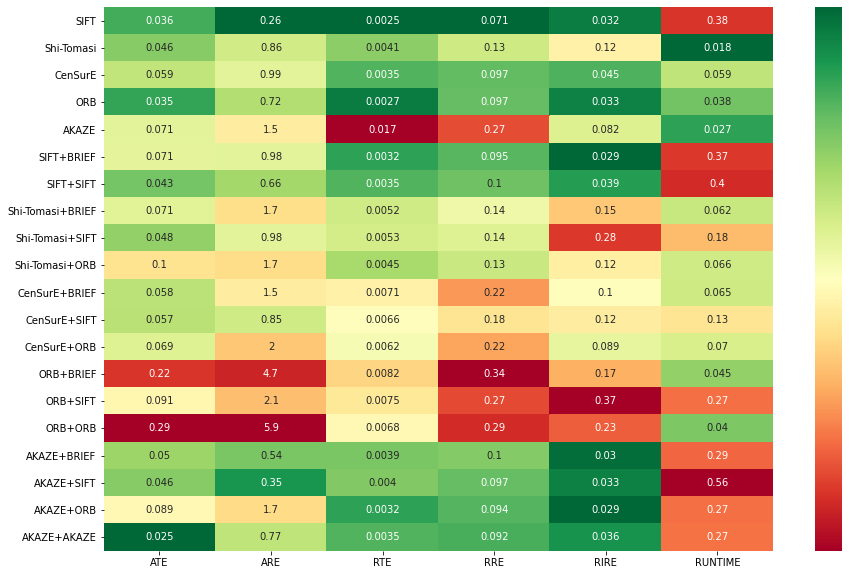 SIFT 0.036 0.26 0.0025 0.071 0.032 0.38
Shi-Tomasi 0.046 0.86 0.0041 0.13 0.12 0.018
CenSurE 0.059 0.99 0.0035 0.097 0.045 0.059
ORB 0.035 0.72 0.0027 0.097 0.033 0.038
AKAZE 0.071 1.5 0.017 0.27 0.082 0.027
SIFT+BRIEF 0.071 0.98 0.0032 0.095 0.029 0.37
SIFT+SIFT 0.043 0.66 0.0035 0.1 0.039 0.4
Shi-Tomasi+BRIEF 0.071 1.7 0.0052 0.14 0.15 0.062
Shi-Tomasi+SIFT 0.048 0.98 0.0053 0.14 0.28 0.18
Shi-Tomasi+ORB 0.1 1.7 0.0045 0.13 0.12 0.066
CenSurE+BRIEF 0.058 1.5 0.0071 0.22 0.1 0.065
CenSurE+SIFT 0.057 0.85 0.0066 0.18 0.12 0.13
CenSurE+ORB 0.069 2 0.0062 0.22 0.089 0.07
ORB+BRIEF 0.22 4.7 0.0082 0.34 0.17 0.045
ORB+SIFT 0.091 2.1 0.0075 0.27 0.37 0.27
ORB+ORB 0.29 5.9 0.0068 0.29 0.23 0.04
AKAZE+BRIEF 0.05 0.54 0.0039 0.1 0.03 0.29
AKAZE+SIFT 0.046 0.35 0.004 0.097 0.033 0.56
AKAZE+ORB 0.089 1.7 0.0032 0.094 0.029 0.27
AKAZE+AKAZE 0.025 0.77 0.0035 0.092 0.036 0.27
ATE ARE RTE RRE RIRE RUNTIME